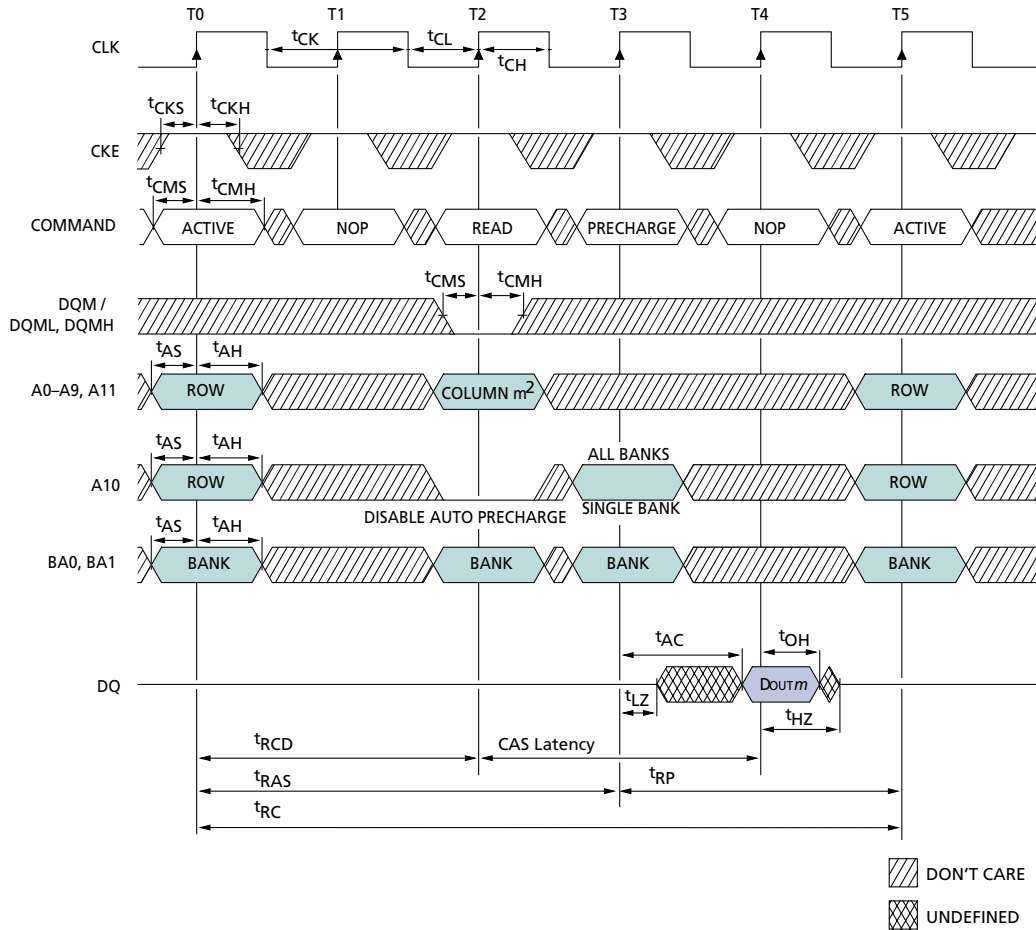 T0 T1 T2 T3 T4 T5
CLK
tCK tCL
tCH
tCKS tCKH
CKE
tCMS tCMH
COMMAND ACTIVE NOP READ PRECHARGE NOP ACTIVE
tCMS tCMH
DQM /
DQML, DQMH
tAS tAH
A0–A9, A11 ROW COLUMN m2 ROW
tAS tAH
ALL BANKS
A10 ROW ROW
DISABLE AUTO PRECHARGE SINGLE BANK
tAS tAH
BA0, BA1 BANK BANK BANK BANK
tAC tOH
DQ DOUTm
tLZ tHZ
tRCD CAS Latency
tRAS tRP
tRC
DON'T CARE
UNDEFINED